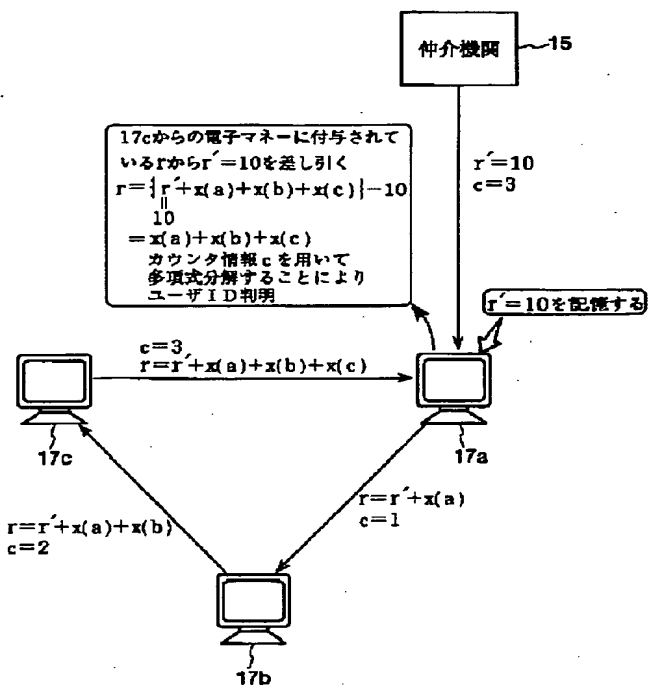 仲介機関
15
17cからの電子マネーに付与されて
いるrからr′=10を差し引く
r={r′+x(a)+x(b)+x(c)}−10
||
10
=x(a)+x(b)+x(c)
カウンタ情報cを用いて
多項式分解することにより
ユーザID判明
r′=10
c=3
r′=10を記憶する
c=3
r=r′+x(a)+x(b)+x(c)
17c
17a
r=r′+x(a)
c=1
r=r′+x(a)+x(b)
c=2
17b